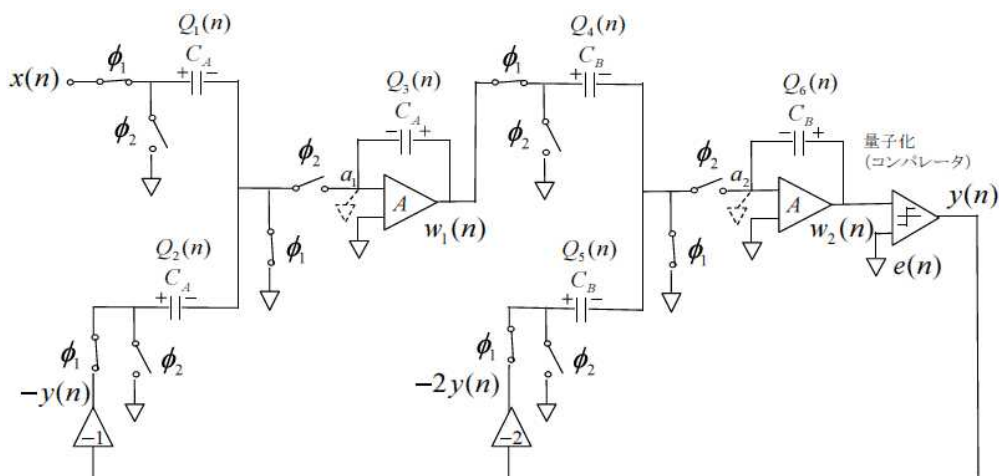 Q₁(n)
C_A
+ −
x(n)
ϕ₁
ϕ₂
Q₂(n)
C_A
+ −
ϕ₁
ϕ₂
−y(n)
−1
ϕ₂
ϕ₁
a₁
Q₃(n)
C_A
− +
A
w₁(n)
ϕ₁
ϕ₂
Q₄(n)
C_B
+ −
Q₅(n)
C_B
+ −
ϕ₁
ϕ₂
−2y(n)
−2
ϕ₂
ϕ₁
a₂
Q₆(n)
C_B
− +
A
w₂(n)
量子化
(コンパレータ)
y(n)
e(n)